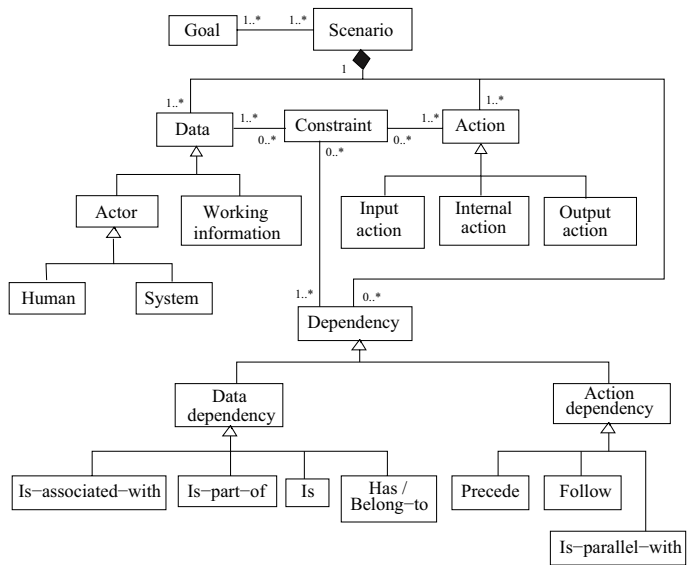 Goal
1..*
1..*
Scenario
1
1..*
1..*
Data
1..*
0..*
Constraint
0..*
1..*
Action
0..*
Actor
Working
information
Input
action
Internal
action
Output
action
Human
System
1..*
0..*
Dependency
Data
dependency
Action
dependency
Is−associated−with
Is−part−of
Is
Has /
Belong−to
Precede
Follow
Is−parallel−with